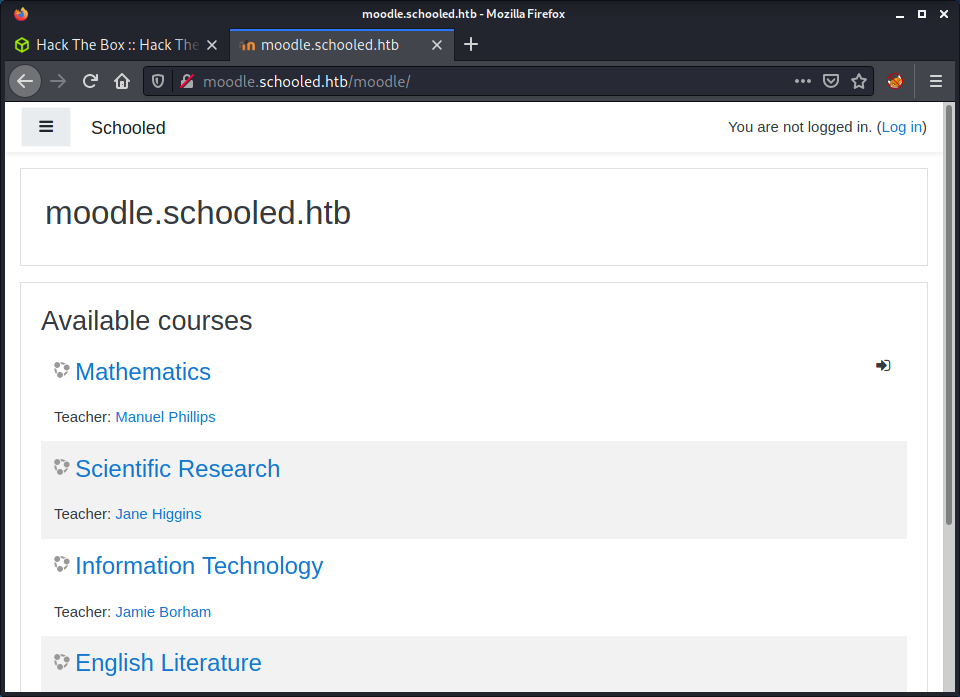 moodle.schooled.htb - Mozilla Firefox
Hack The Box :: Hack The
moodle.schooled.htb
moodle.schooled.htb/moodle/
Schooled
You are not logged in. (Log in)
moodle.schooled.htb
Available courses
Mathematics
Teacher: Manuel Phillips
Scientific Research
Teacher: Jane Higgins
Information Technology
Teacher: Jamie Borham
English Literature